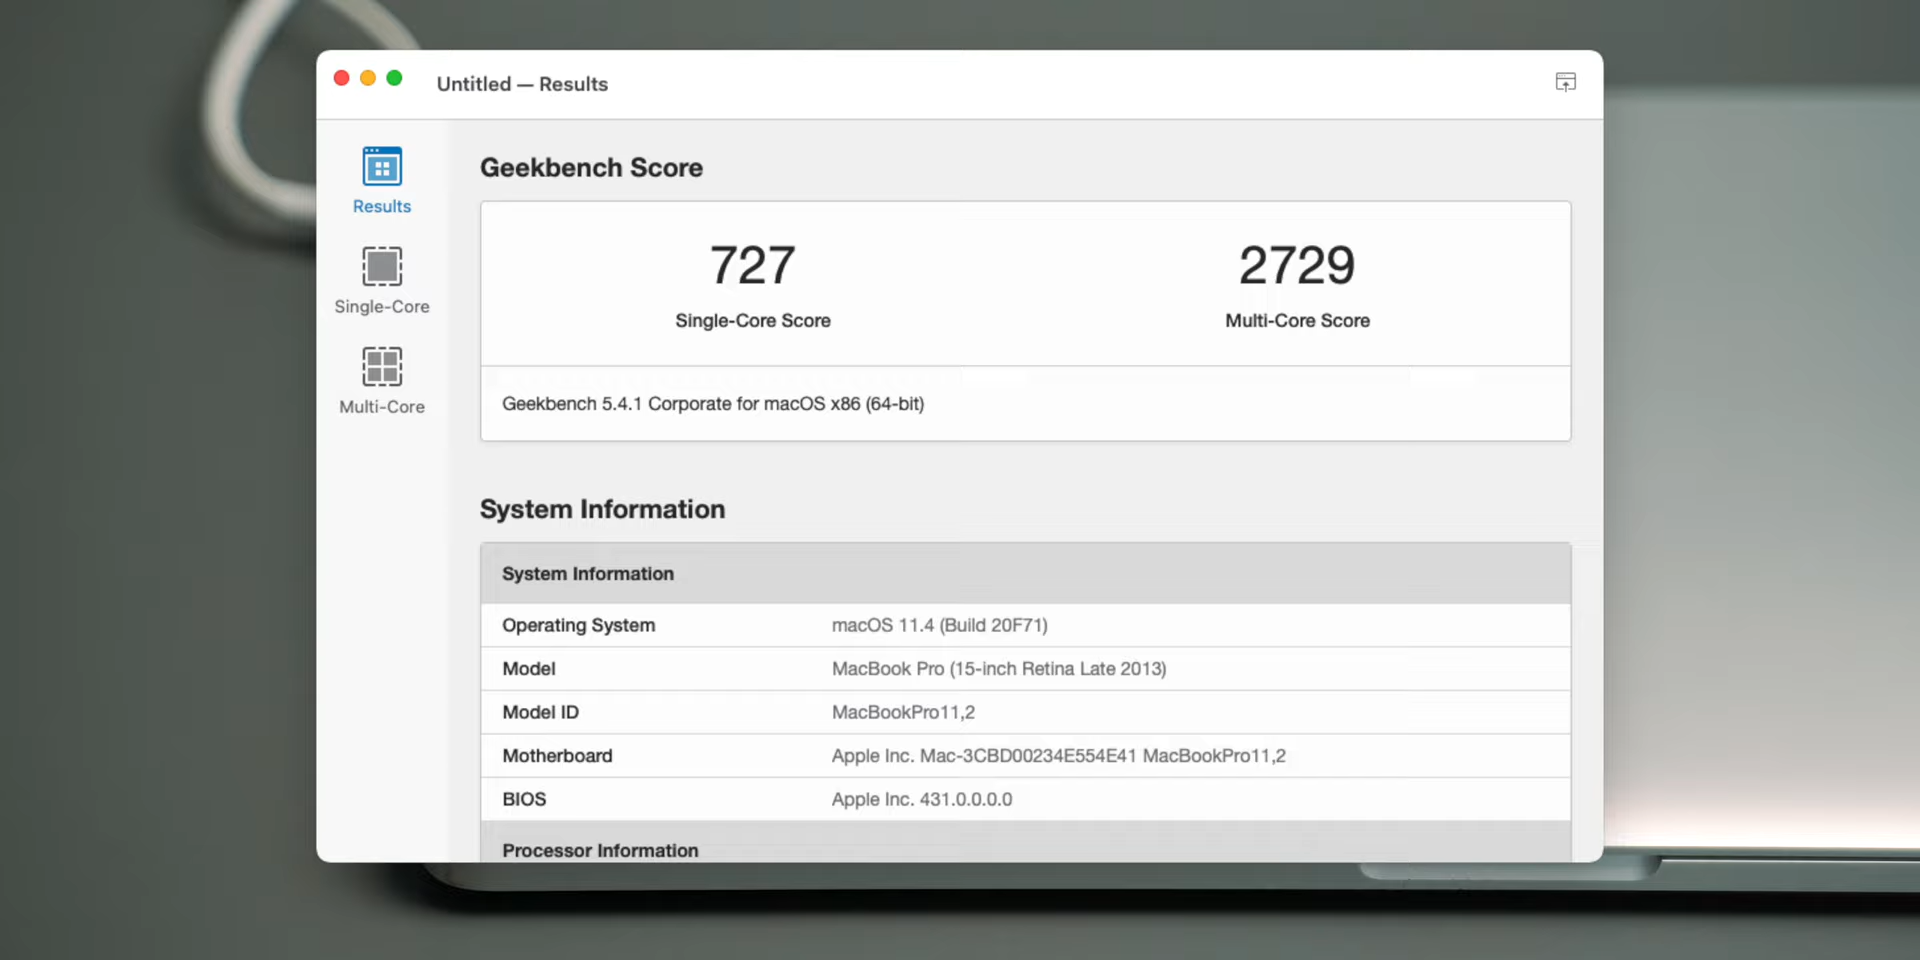 Untitled — Results
Results
Single-Core
Multi-Core
Geekbench Score
727
Single-Core Score
2729
Multi-Core Score
Geekbench 5.4.1 Corporate for macOS x86 (64-bit)
System Information
System Information
Operating System macOS 11.4 (Build 20F71)
Model MacBook Pro (15-inch Retina Late 2013)
Model ID MacBookPro11,2
Motherboard Apple Inc. Mac-3CBD00234E554E41 MacBookPro11,2
BIOS Apple Inc. 431.0.0.0.0
Processor Information